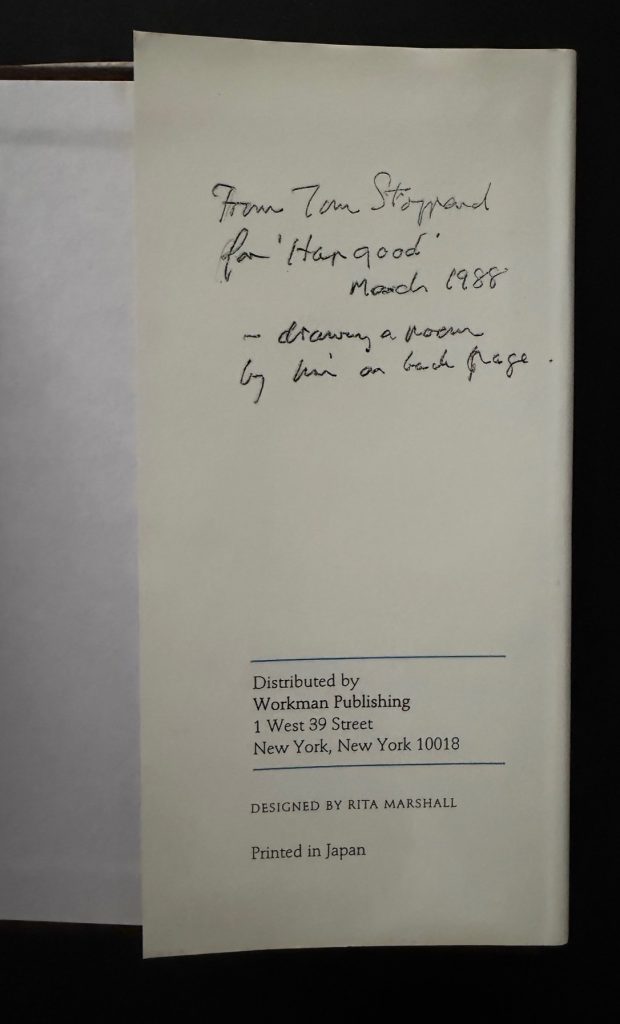 From Tom Stoppard
for 'Hapgood'
March 1988
- drawing a poem
by him on back page.
Distributed by
Workman Publishing
1 West 39 Street
New York, New York 10018
DESIGNED BY RITA MARSHALL
Printed in Japan